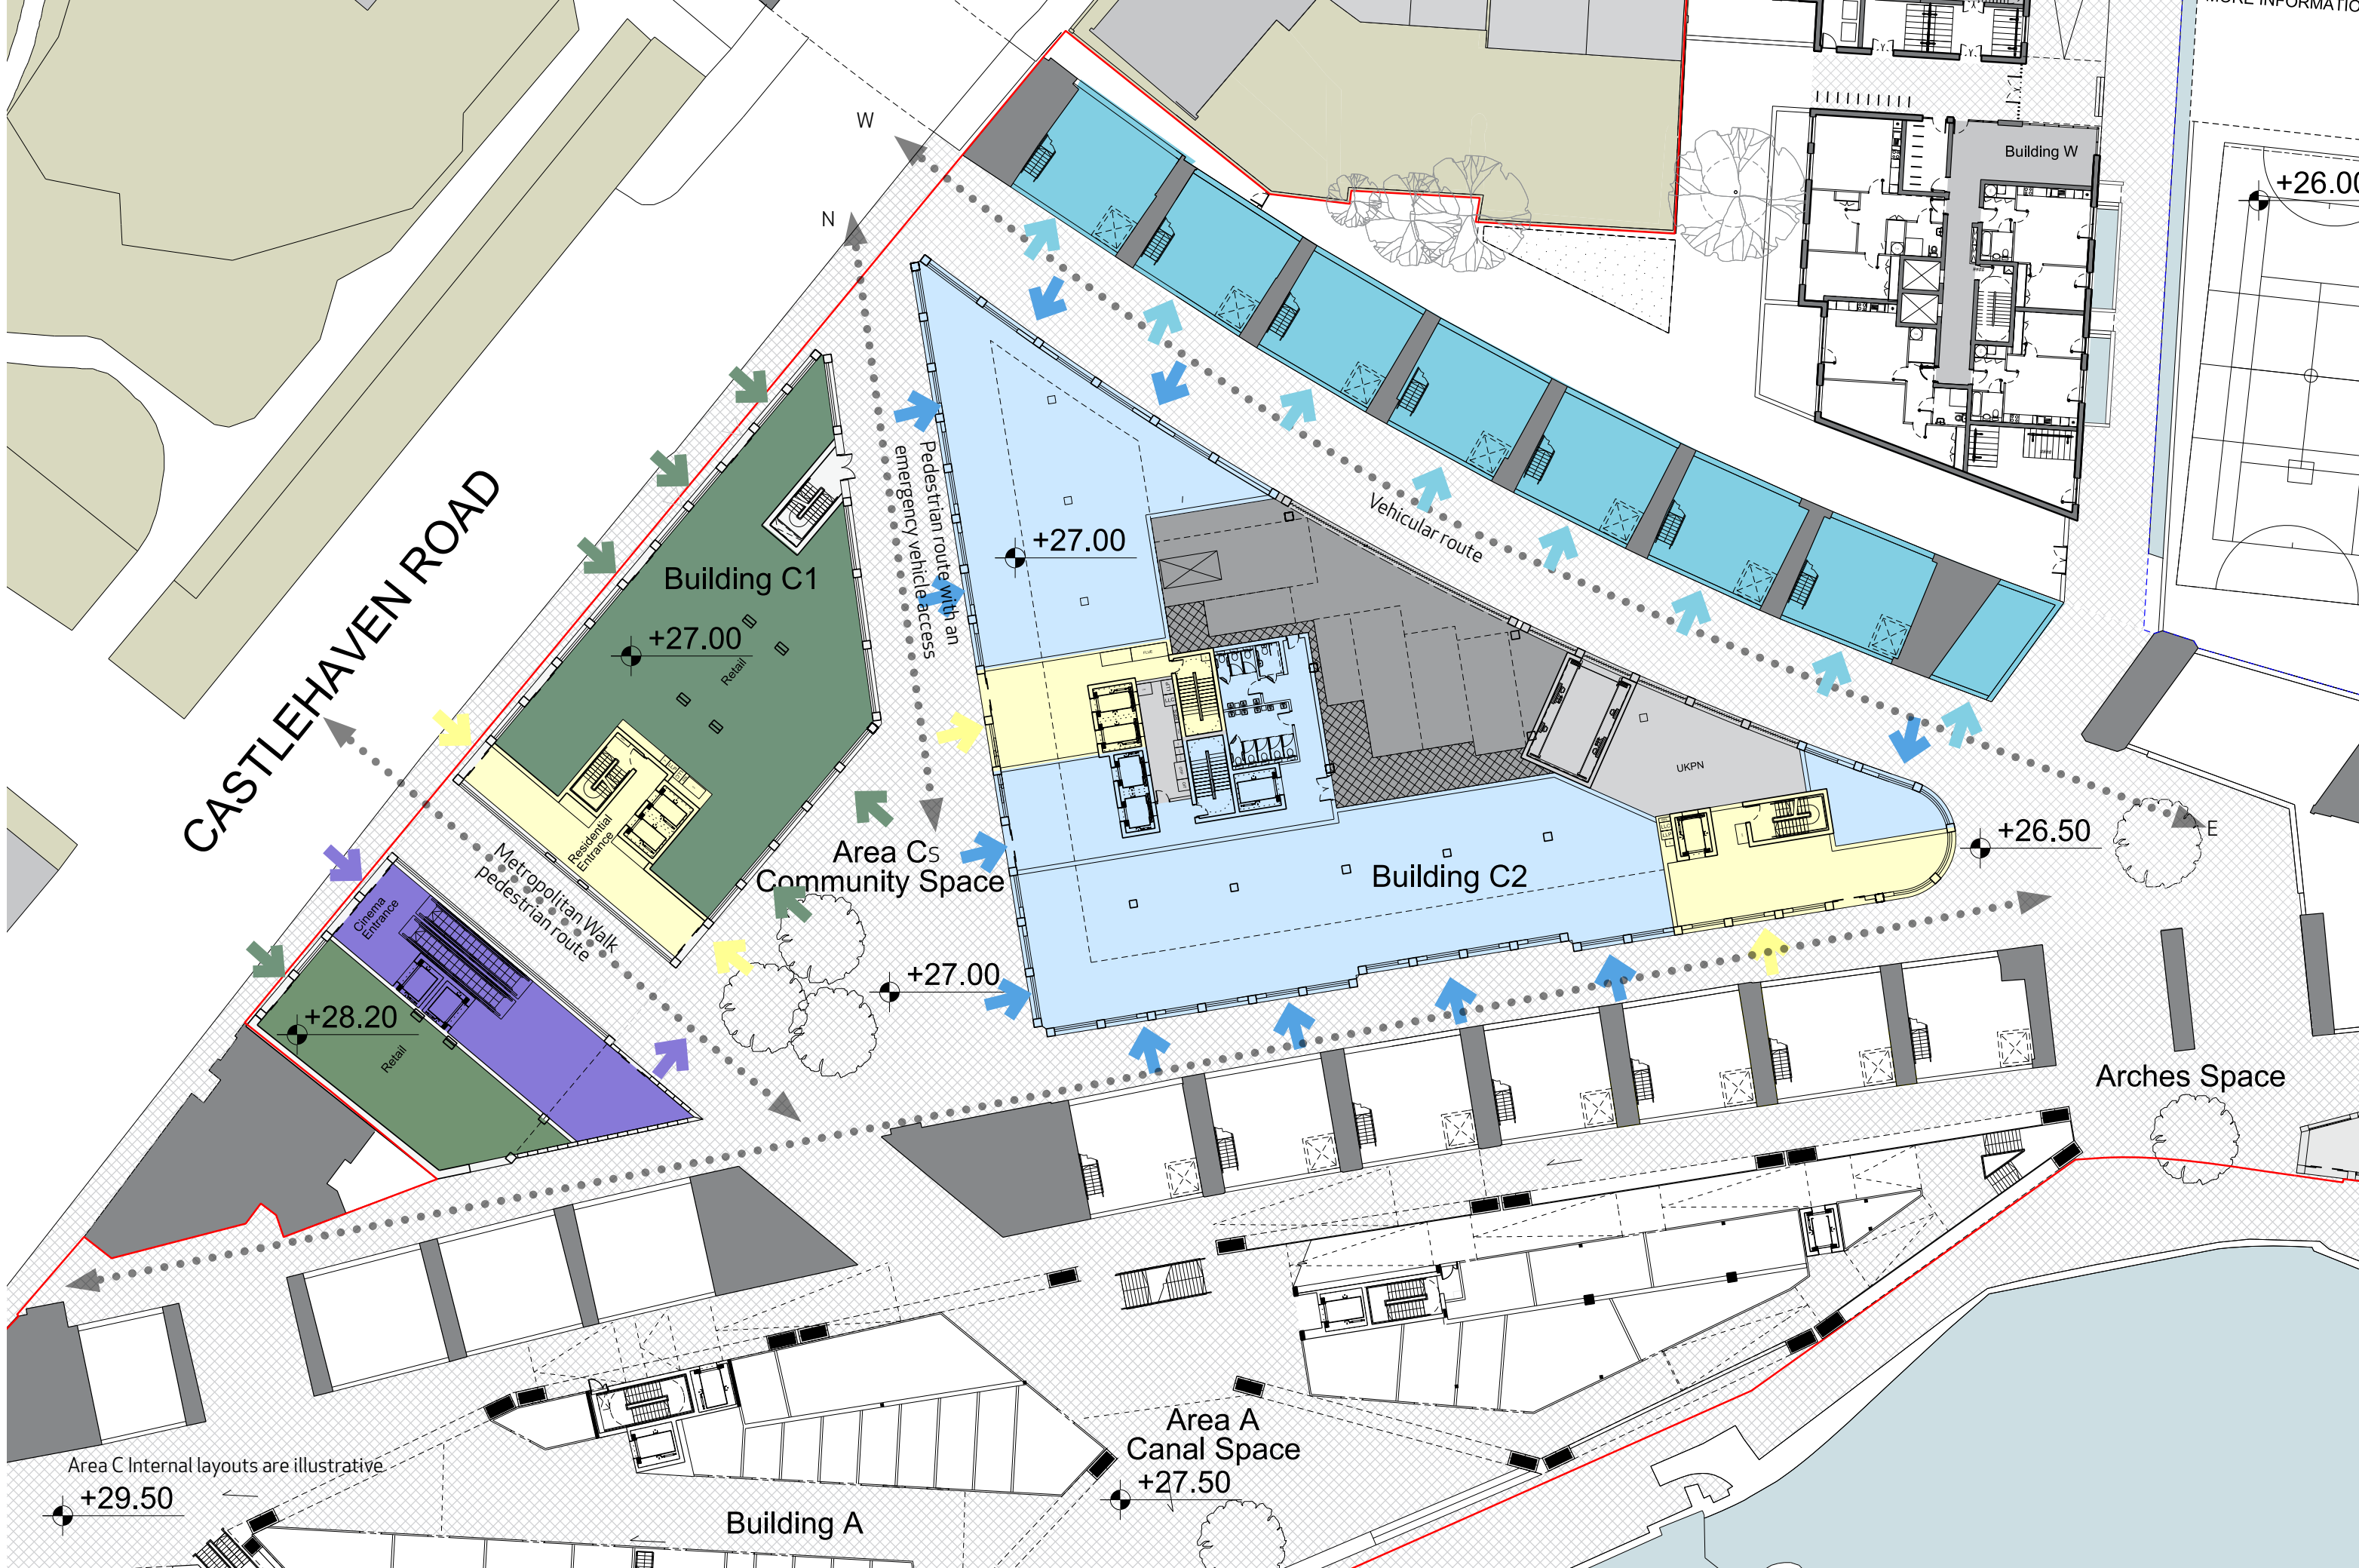 MORE INFORMATIO
W
Building W
+26.00
N
Pedestrian route with an
emergency vehicle access
Vehicular route
+27.00
CASTLEHAVEN ROAD
Building C1
+27.00
Retail
UKPN
Residential
Entrance
Area Cs
Community Space
Building C2
+26.50
E
Metropolitan Walk
pedestrian route
Cinema
Entrance
+27.00
+28.20
Retail
Arches Space
Area A
Canal Space
+27.50
Area C Internal layouts are illustrative
+29.50
Building A